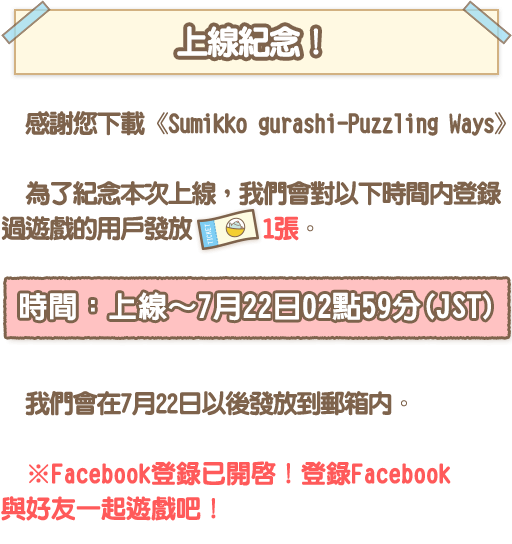 上線紀念！
感謝您下載《Sumikko gurashi-Puzzling Ways》
為了紀念本次上線，我們會對以下時間内登錄
過遊戲的用戶發放 TICKET 1張。
時間：上線～7月22日02點59分(JST)
我們會在7月22日以後發放到郵箱内。
※Facebook登錄已開啓！登錄Facebook
與好友一起遊戲吧！